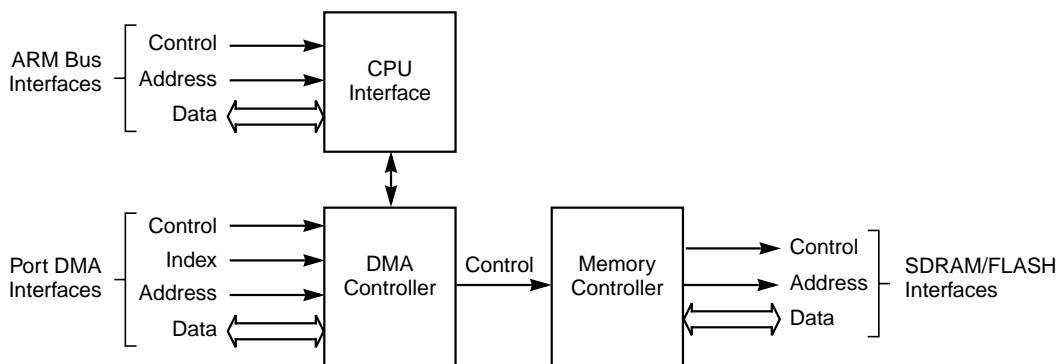 ARM Bus
Interfaces
Control
Address
Data
CPU
Interface
Port DMA
Interfaces
Control
Index
Address
Data
DMA
Controller
Control
Memory
Controller
Control
Address
Data
SDRAM/FLASH
Interfaces